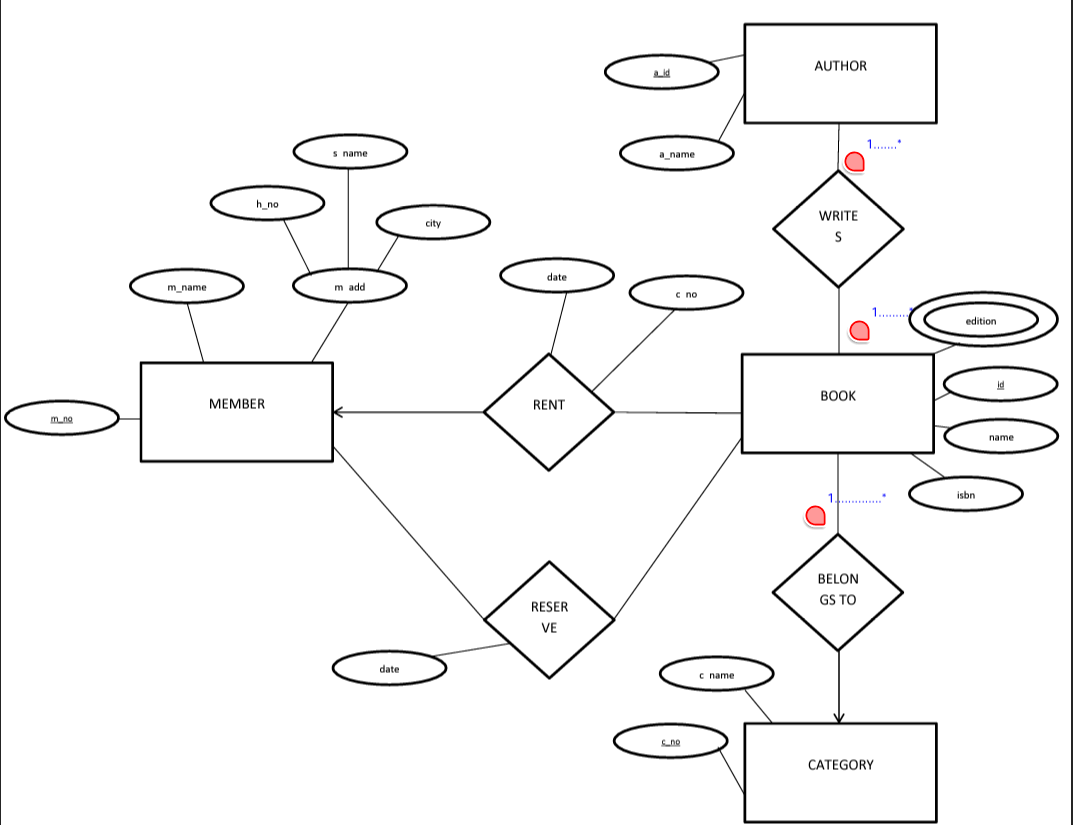 AUTHOR
a_id
1.......*
a_name
s name
h_no
WRITE
S
city
date
m_name
m add
c no
1.........*
edition
id
MEMBER
RENT
BOOK
m_no
name
isbn
1.............*
BELON
GS TO
RESER
VE
date
c name
c_no
CATEGORY